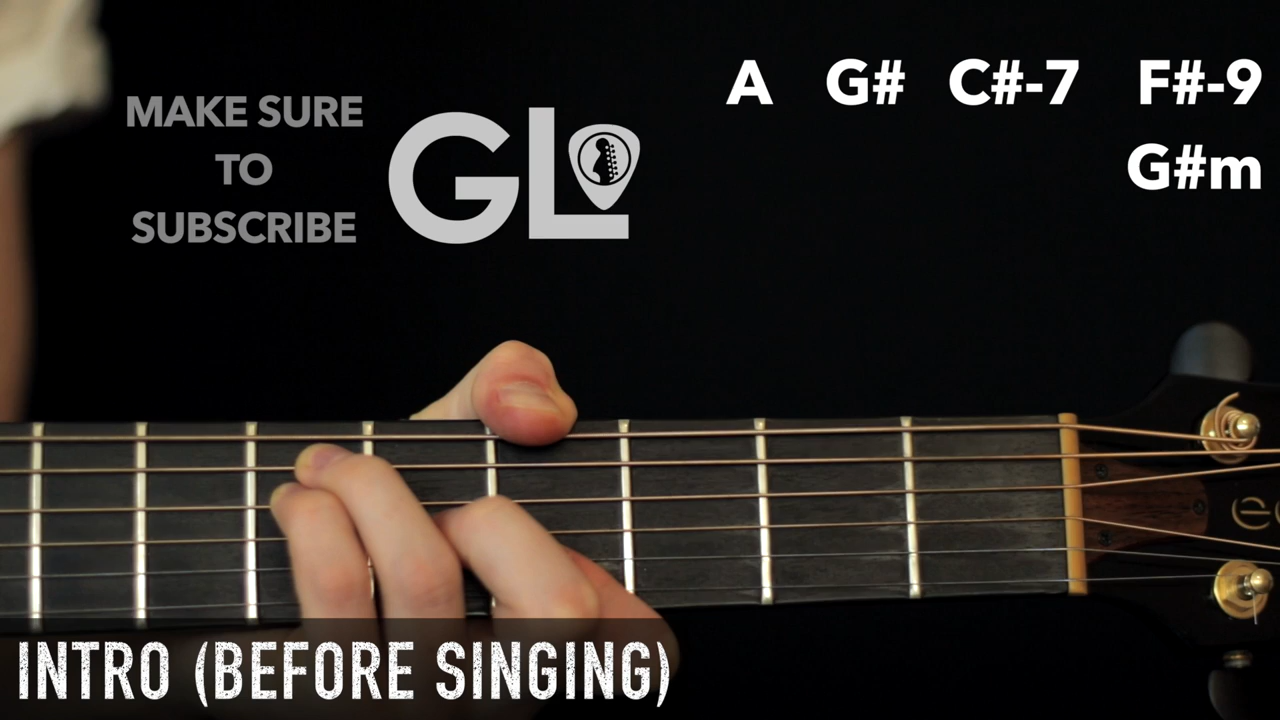 MAKE SURE
TO
SUBSCRIBE
GL
A G# C#-7 F#-9
G#m
INTRO (BEFORE SINGING)